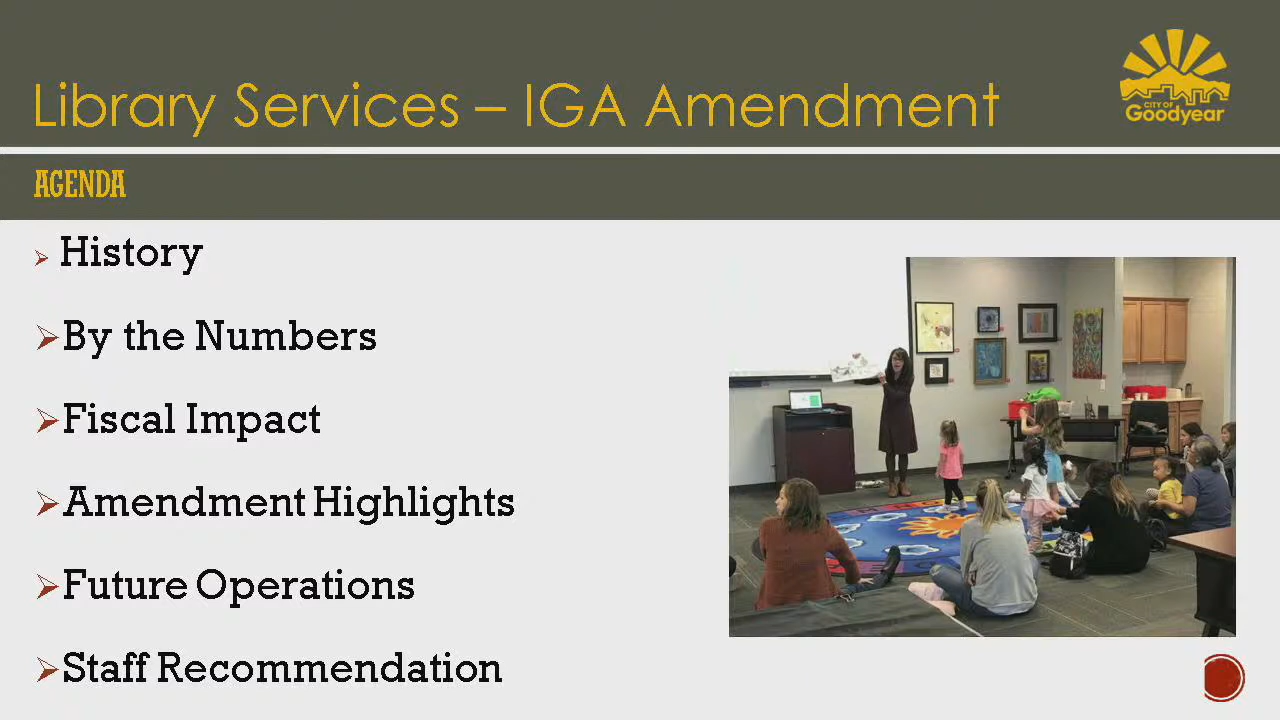 Library Services – IGA Amendment
CITY OF
Goodyear
AGENDA
History
By the Numbers
Fiscal Impact
Amendment Highlights
Future Operations
Staff Recommendation